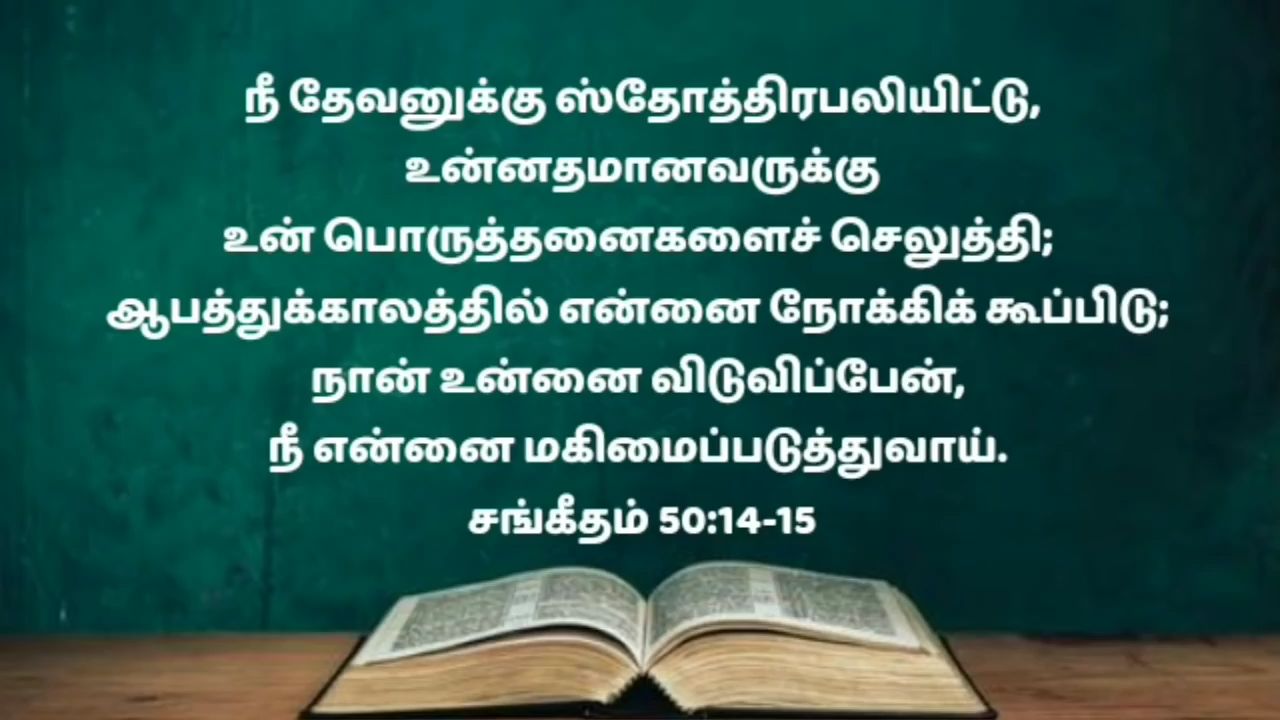 நீ தேவனுக்கு ஸ்தோத்திரபலியிட்டு,
உன்னதமானவருக்கு
உன் பொருத்தனைகளைச் செலுத்தி;
ஆபத்துக்காலத்தில் என்னை நோக்கிக் கூப்பிடு;
நான் உன்னை விடுவிப்பேன்,
நீ என்னை மகிமைப்படுத்துவாய்.
சங்கீதம் 50:14-15